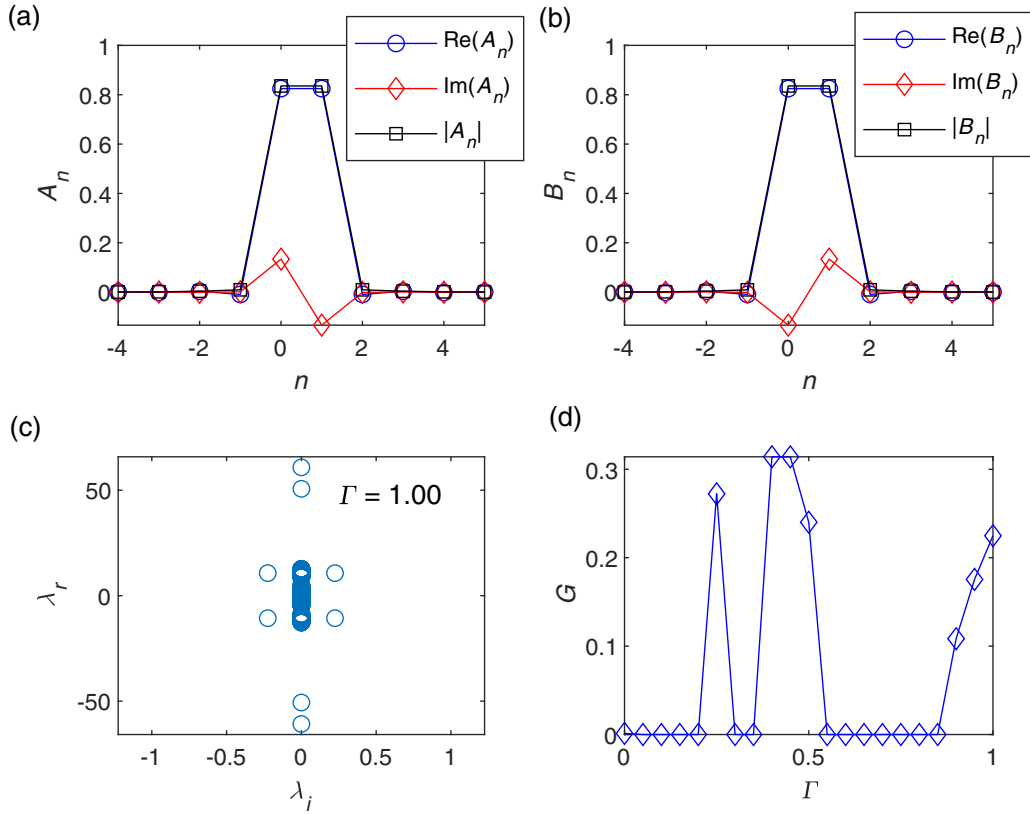 (a)
1
0.8
0.6
0.4
0.2
0
A_n
-4 -2 0 2 4
n
Re(A_n)
Im(A_n)
|A_n|
(b)
1
0.8
0.6
0.4
0.2
0
B_n
-4 -2 0 2 4
n
Re(B_n)
Im(B_n)
|B_n|
(c)
50
0
-50
λ_r
Γ = 1.00
-1 -0.5 0 0.5 1
λ_i
(d)
0.3
0.2
0.1
0
G
0 0.5 1
Γ